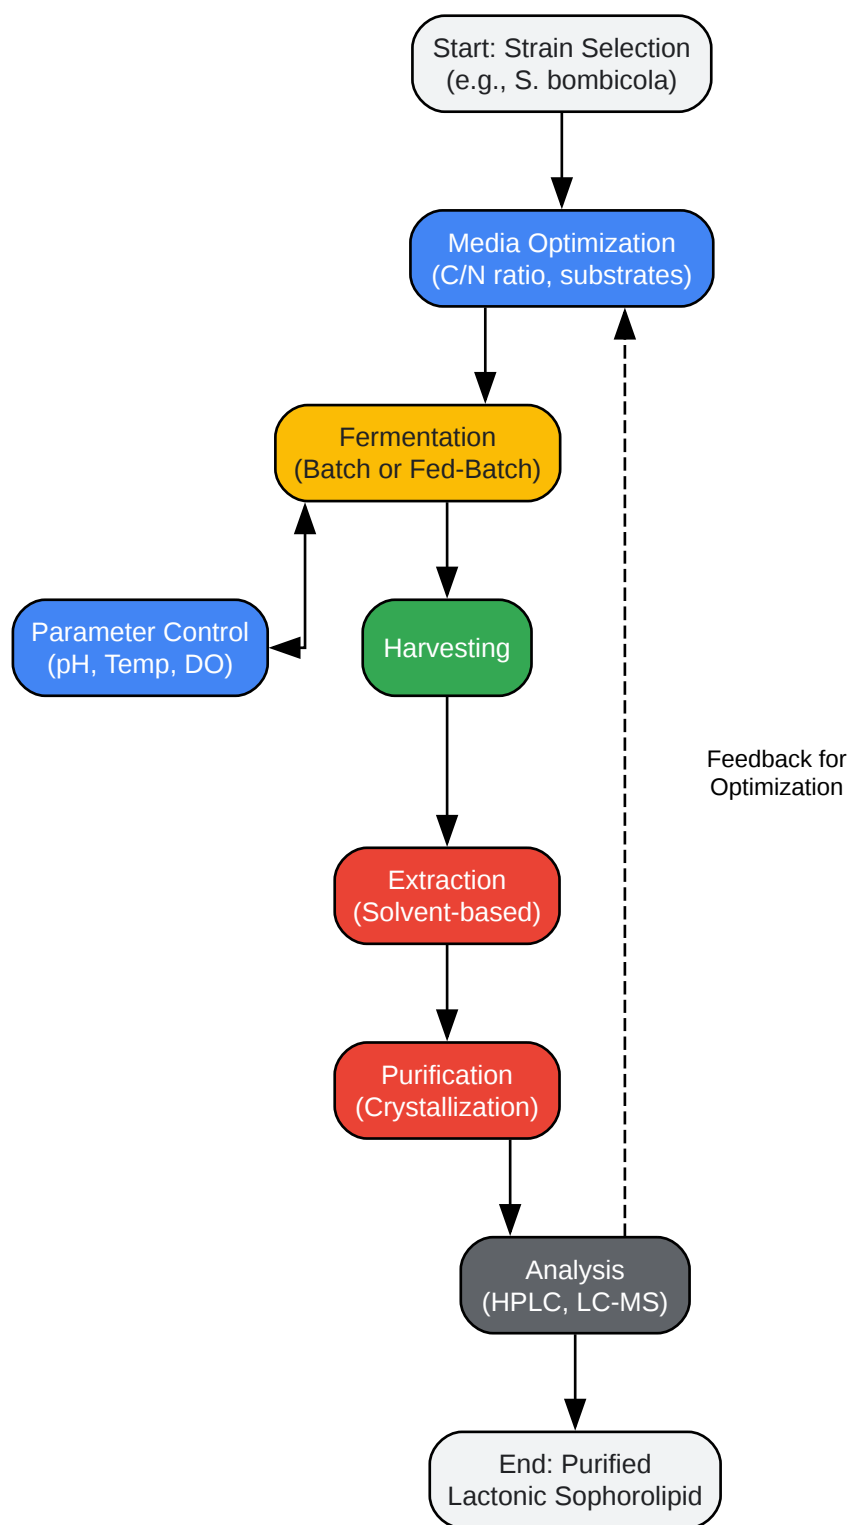 Start: Strain Selection
(e.g., S. bombicola)
Media Optimization
(C/N ratio, substrates)
Fermentation
(Batch or Fed-Batch)
Parameter Control
(pH, Temp, DO)
Harvesting
Feedback for
Optimization
Extraction
(Solvent-based)
Purification
(Crystallization)
Analysis
(HPLC, LC-MS)
End: Purified
Lactonic Sophorolipid